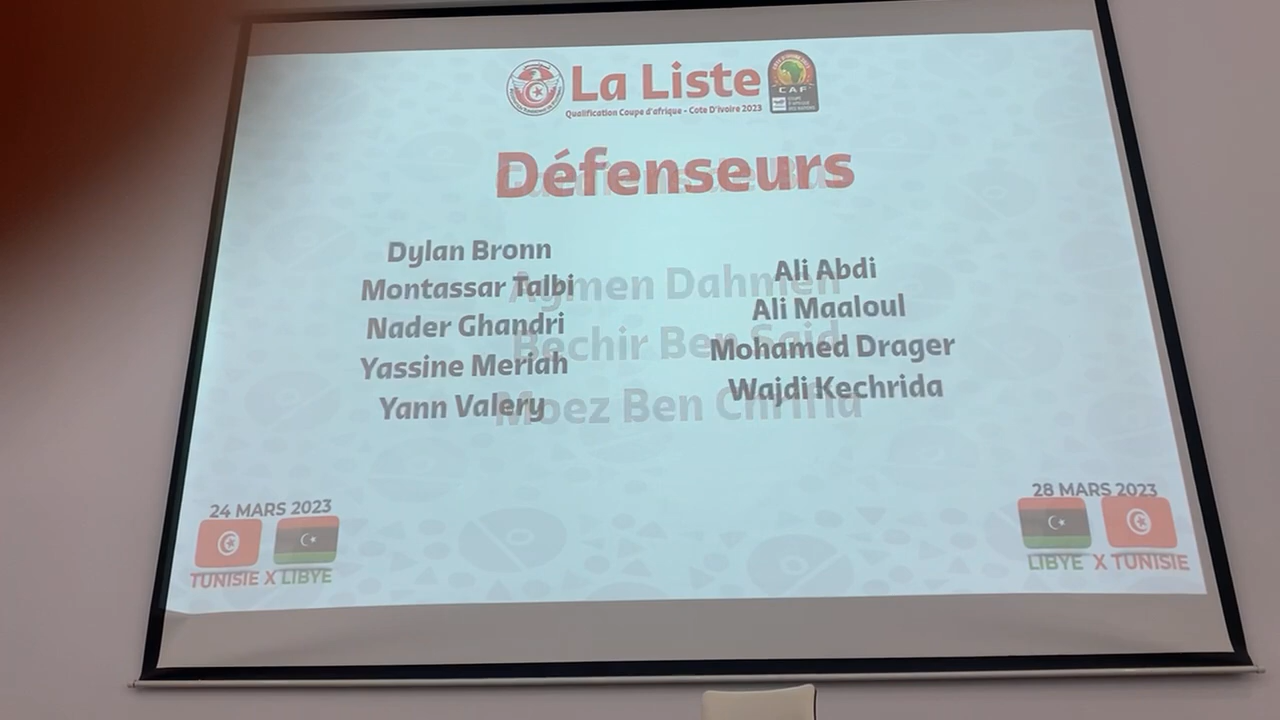 La Liste
Qualification Coupe d'afrique - Cote D'ivoire 2023
CAF
Défenseurs
Dylan Bronn
Montassar Talbi
Nader Ghandri
Yassine Meriah
Yann Valery
Ali Abdi
Ali Maaloul
Mohamed Drager
Wajdi Kechrida
Aymen Dahmen
Bechir Ben Said
Moez Ben Chrifia
24 MARS 2023
TUNISIE X LIBYE
28 MARS 2023
LIBYE X TUNISIE